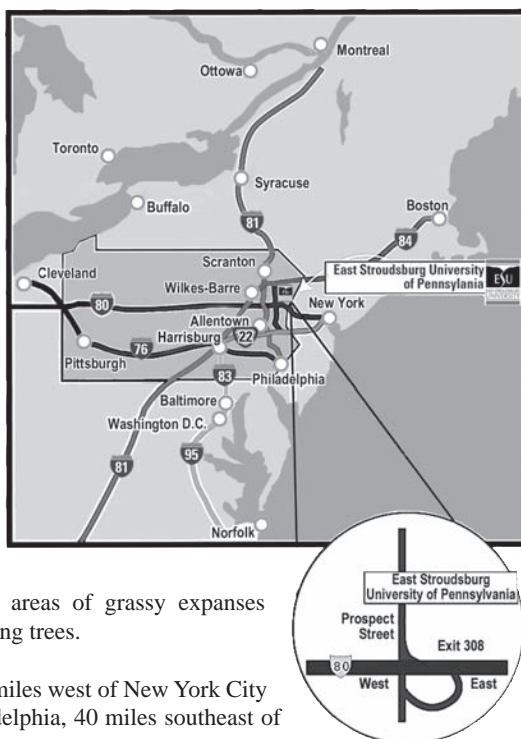 Montreal
Ottowa
Toronto
Syracuse
Buffalo
Boston
81
84
Scranton
East Stroudsburg University
of Pennsylvania
ESU
UNIVERSITY
Cleveland
Wilkes-Barre
80
New York
Allentown
22
Harrisburg
Pittsburgh
76
Philadelphia
83
Baltimore
Washington D.C.
81
95
Norfolk
East Stroudsburg
University of Pennsylvania
Prospect
Street
Exit 308
80
West
East
areas of grassy expanses
ng trees.
miles west of New York City
delphia, 40 miles southeast of